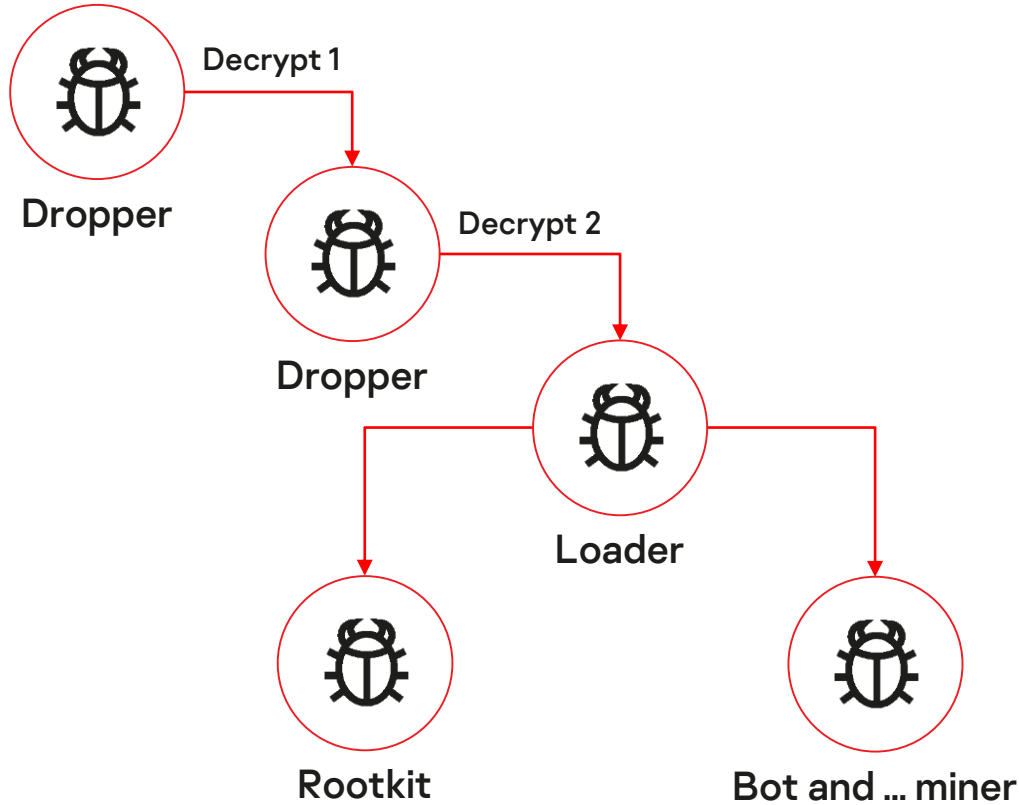 Decrypt 1
Dropper
Decrypt 2
Dropper
Loader
Rootkit
Bot and ... miner